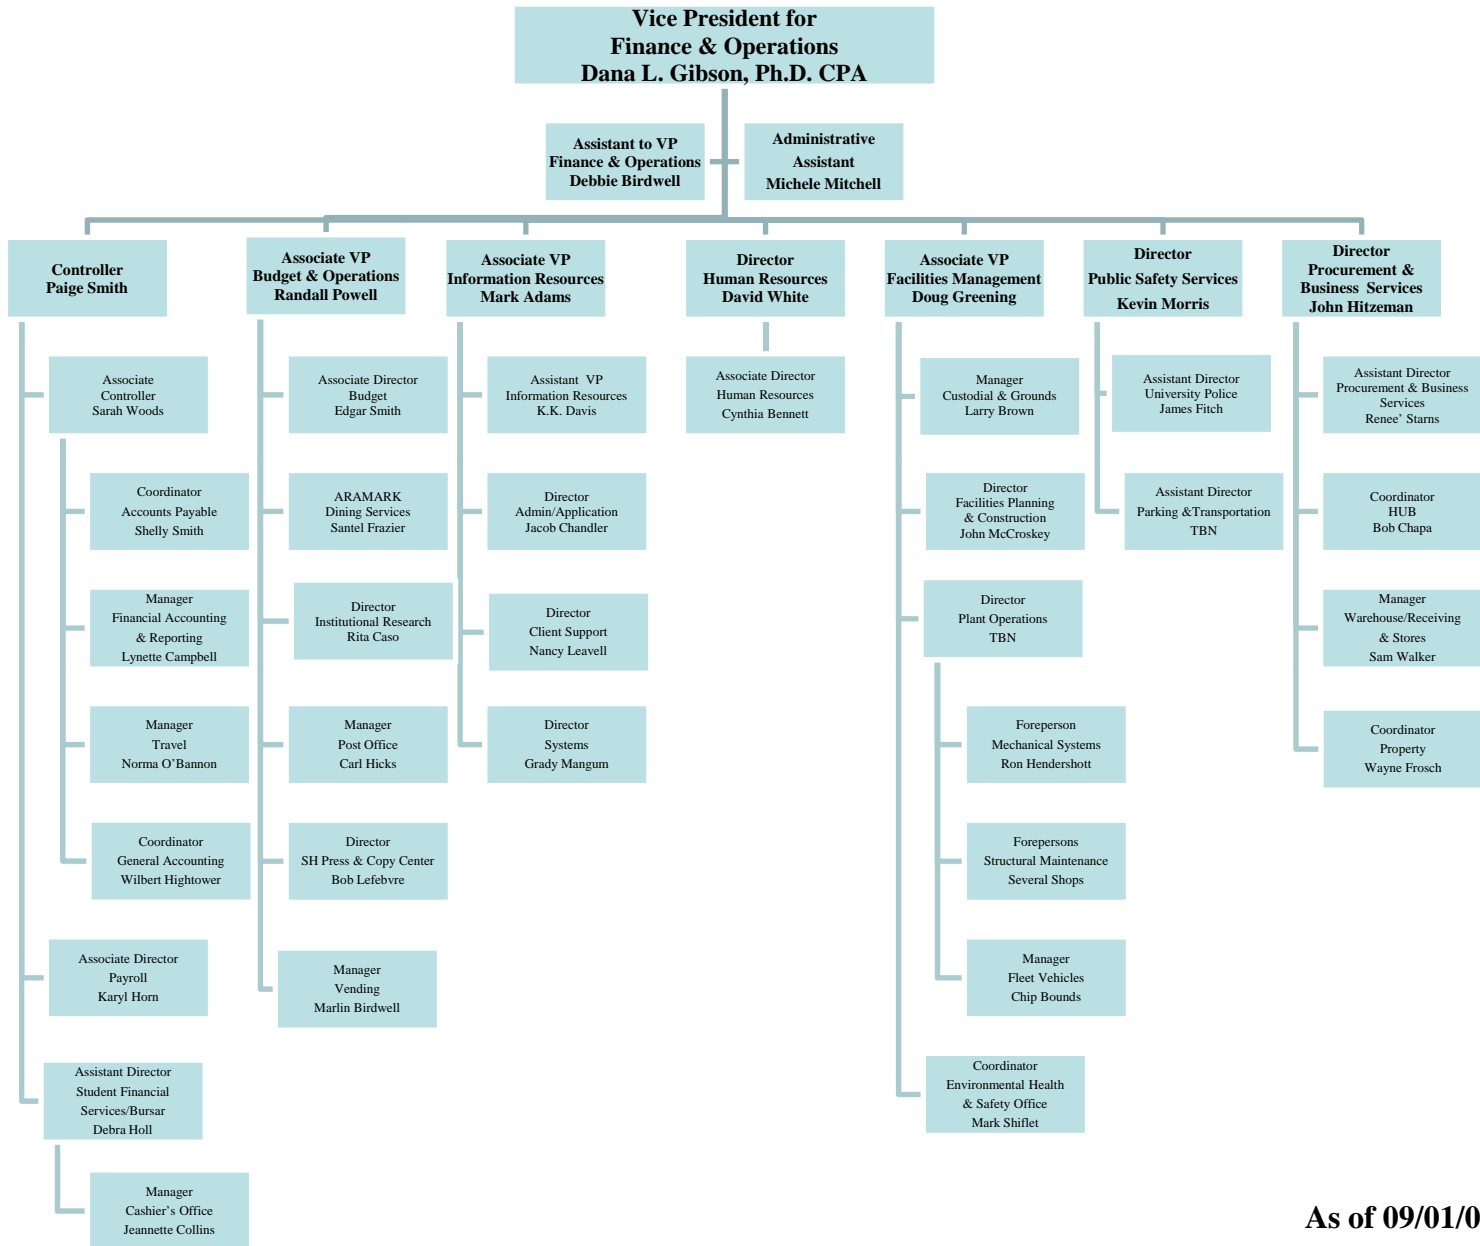 Vice President for
Finance & Operations
Dana L. Gibson, Ph.D. CPA
Assistant to VP
Finance & Operations
Debbie Birdwell
Administrative
Assistant
Michele Mitchell
Controller
Paige Smith
Associate VP
Budget & Operations
Randall Powell
Associate VP
Information Resources
Mark Adams
Director
Human Resources
David White
Associate VP
Facilities Management
Doug Greening
Director
Public Safety Services
Kevin Morris
Director
Procurement &
Business Services
John Hitzeman
Associate
Controller
Sarah Woods
Coordinator
Accounts Payable
Shelly Smith
Manager
Financial Accounting
& Reporting
Lynette Campbell
Manager
Travel
Norma O’Bannon
Coordinator
General Accounting
Wilbert Hightower
Associate Director
Payroll
Karyl Horn
Assistant Director
Student Financial
Services/Bursar
Debra Holl
Manager
Cashier’s Office
Jeannette Collins
Associate Director
Budget
Edgar Smith
ARAMARK
Dining Services
Santel Frazier
Director
Institutional Research
Rita Caso
Manager
Post Office
Carl Hicks
Director
SH Press & Copy Center
Bob Lefebvre
Manager
Vending
Marlin Birdwell
Assistant VP
Information Resources
K.K. Davis
Director
Admin/Application
Jacob Chandler
Director
Client Support
Nancy Leavell
Director
Systems
Grady Mangum
Associate Director
Human Resources
Cynthia Bennett
Manager
Custodial & Grounds
Larry Brown
Director
Facilities Planning
& Construction
John McCroskey
Director
Plant Operations
TBN
Foreperson
Mechanical Systems
Ron Hendershott
Forepersons
Structural Maintenance
Several Shops
Manager
Fleet Vehicles
Chip Bounds
Coordinator
Environmental Health
& Safety Office
Mark Shiflet
Assistant Director
University Police
James Fitch
Assistant Director
Parking &Transportation
TBN
Assistant Director
Procurement & Business
Services
Renee’ Starns
Coordinator
HUB
Bob Chapa
Manager
Warehouse/Receiving
& Stores
Sam Walker
Coordinator
Property
Wayne Frosch
As of 09/01/0